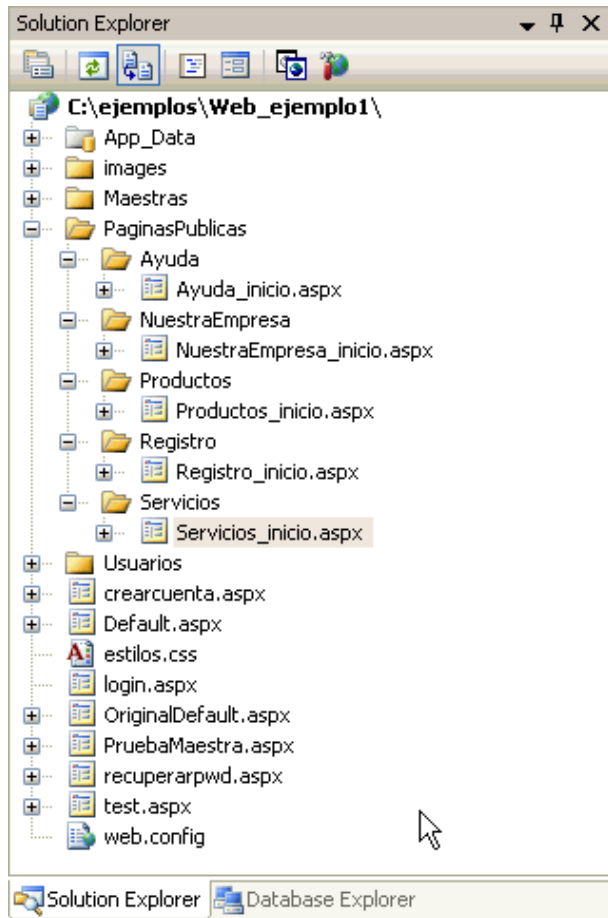 Solution Explorer
C:\ejemplos\Web_ejemplo1\
App_Data
images
Maestras
PaginasPublicas
Ayuda
Ayuda_inicio.aspx
NuestraEmpresa
NuestraEmpresa_inicio.aspx
Productos
Productos_inicio.aspx
Registro
Registro_inicio.aspx
Servicios
Servicios_inicio.aspx
Usuarios
crearcuenta.aspx
Default.aspx
estilos.css
login.aspx
OriginalDefault.aspx
PruebaMaestra.aspx
recuperarpwd.aspx
test.aspx
web.config
Solution Explorer Database Explorer